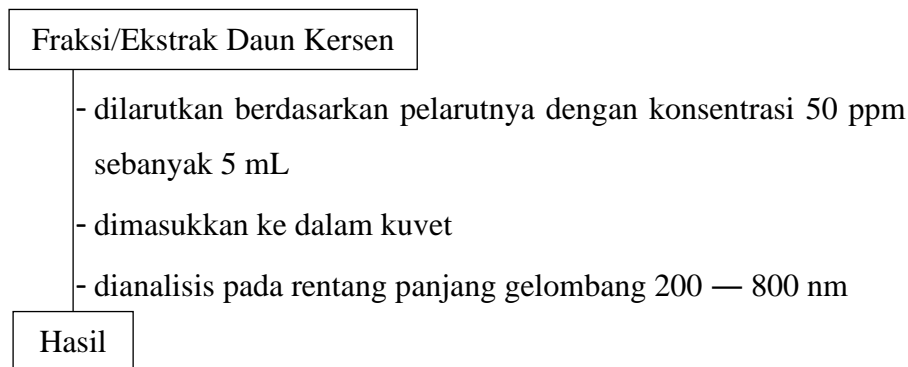 Fraksi/Ekstrak Daun Kersen
- dilarutkan berdasarkan pelarutnya dengan konsentrasi 50 ppm
sebanyak 5 mL
- dimasukkan ke dalam kuvet
- dianalisis pada rentang panjang gelombang 200 — 800 nm
Hasil